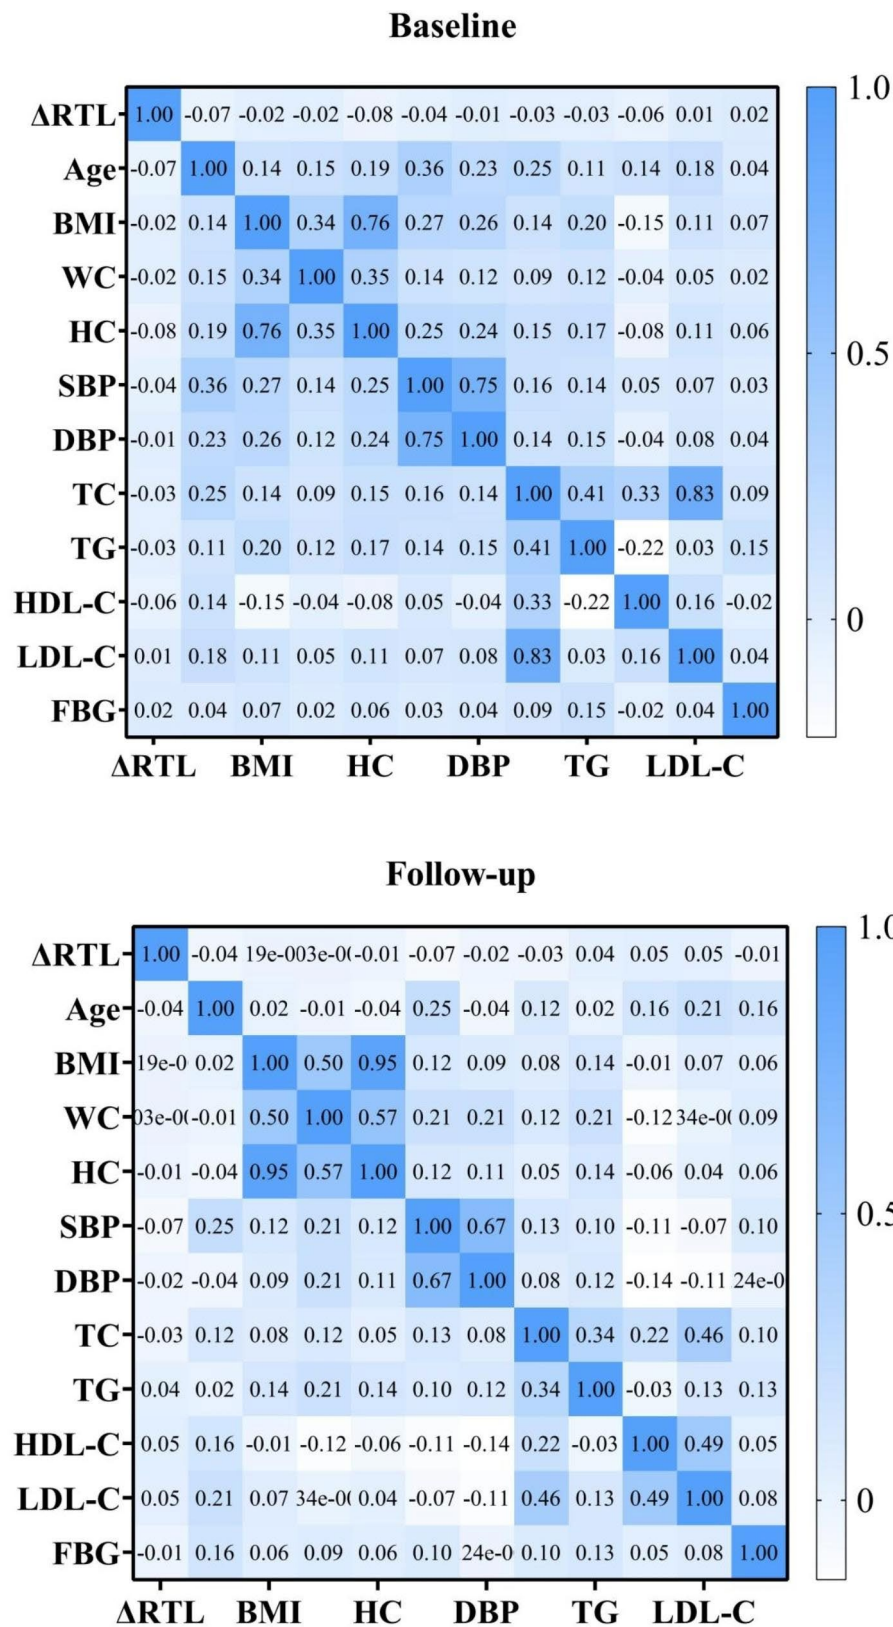 Baseline
1.0
ΔRTL 1.00 -0.07 -0.02 -0.02 -0.08 -0.04 -0.01 -0.03 -0.03 -0.06 0.01 0.02
Age -0.07 1.00 0.14 0.15 0.19 0.36 0.23 0.25 0.11 0.14 0.18 0.04
BMI -0.02 0.14 1.00 0.34 0.76 0.27 0.26 0.14 0.20 -0.15 0.11 0.07
WC -0.02 0.15 0.34 1.00 0.35 0.14 0.12 0.09 0.12 -0.04 0.05 0.02
HC -0.08 0.19 0.76 0.35 1.00 0.25 0.24 0.15 0.17 -0.08 0.11 0.06
0.5
SBP -0.04 0.36 0.27 0.14 0.25 1.00 0.75 0.16 0.14 0.05 0.07 0.03
DBP -0.01 0.23 0.26 0.12 0.24 0.75 1.00 0.14 0.15 -0.04 0.08 0.04
TC -0.03 0.25 0.14 0.09 0.15 0.16 0.14 1.00 0.41 0.33 0.83 0.09
TG -0.03 0.11 0.20 0.12 0.17 0.14 0.15 0.41 1.00 -0.22 0.03 0.15
HDL-C -0.06 0.14 -0.15 -0.04 -0.08 0.05 -0.04 0.33 -0.22 1.00 0.16 -0.02
0
LDL-C 0.01 0.18 0.11 0.05 0.11 0.07 0.08 0.83 0.03 0.16 1.00 0.04
FBG 0.02 0.04 0.07 0.02 0.06 0.03 0.04 0.09 0.15 -0.02 0.04 1.00
ΔRTL BMI HC DBP TG LDL-C
Follow-up
1.0
ΔRTL 1.00 -0.04 -0.01 -0.07 -0.02 -0.03 0.04 0.05 0.05 -0.01
Age -0.04 1.00 0.02 -0.01 -0.04 0.25 -0.04 0.12 0.02 0.16 0.21 0.16
BMI 19e-0 0.02 1.00 0.50 0.95 0.12 0.09 0.08 0.14 -0.01 0.07 0.06
WC -0.01 0.50 1.00 0.57 0.21 0.21 0.12 0.21 -0.12 0.09
HC -0.01 -0.04 0.95 0.57 1.00 0.12 0.11 0.05 0.14 -0.06 0.04 0.06
0.5
SBP -0.07 0.25 0.12 0.21 0.12 1.00 0.67 0.13 0.10 -0.11 -0.07 0.10
DBP -0.02 -0.04 0.09 0.21 0.11 0.67 1.00 0.08 0.12 -0.14 -0.11 24e-0
TC -0.03 0.12 0.08 0.12 0.05 0.13 0.08 1.00 0.34 0.22 0.46 0.10
TG 0.04 0.02 0.14 0.21 0.14 0.10 0.12 0.34 1.00 -0.03 0.13 0.13
HDL-C 0.05 0.16 -0.01 -0.12 -0.06 -0.11 -0.14 0.22 -0.03 1.00 0.49 0.05
LDL-C 0.05 0.21 0.07 0.04 -0.07 -0.11 0.46 0.13 0.49 1.00 0.08
0
FBG -0.01 0.16 0.06 0.09 0.06 0.10 24e-0 0.10 0.13 0.05 0.08 1.00
ΔRTL BMI HC DBP TG LDL-C